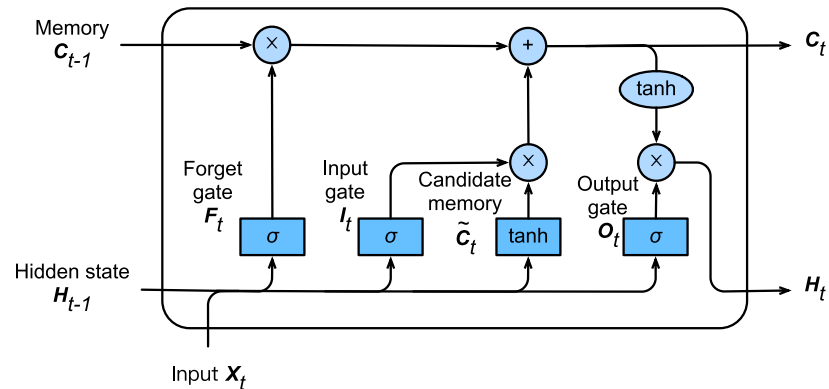 Memory
C_{t-1}
×
+
C_t
tanh
Forget
gate
F_t
Input
gate
I_t
×
Candidate
memory
C̃_t
Output
gate
O_t
×
σ
σ
tanh
σ
Hidden state
H_{t-1}
H_t
Input X_t